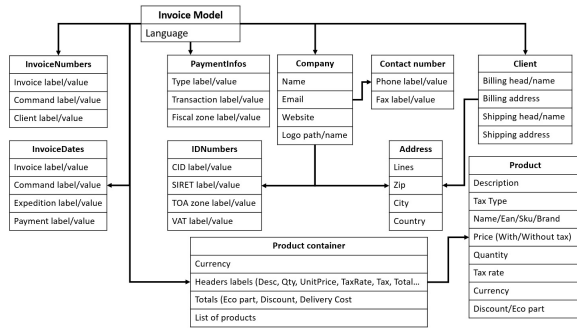 Invoice Model
Language
InvoiceNumbers
Invoice label/value
Command label/value
Client label/value
PaymentInfos
Type label/value
Transaction label/value
Fiscal zone label/value
Company
Name
Email
Website
Logo path/name
Contact number
Phone label/value
Fax label/value
Client
Billing head/name
Billing address
Shipping head/name
Shipping address
InvoiceDates
Invoice label/value
Command label/value
Expedition label/value
Payment label/value
IDNumbers
CID label/value
SIRET label/value
TOA zone label/value
VAT label/value
Address
Lines
Zip
City
Country
Product
Description
Tax Type
Name/Ean/Sku/Brand
Price (With/Without tax)
Quantity
Tax rate
Currency
Discount/Eco part
Product container
Currency
Headers labels (Desc, Qty, UnitPrice, TaxRate, Tax, Total...
Totals (Eco part, Discount, Delivery Cost
List of products